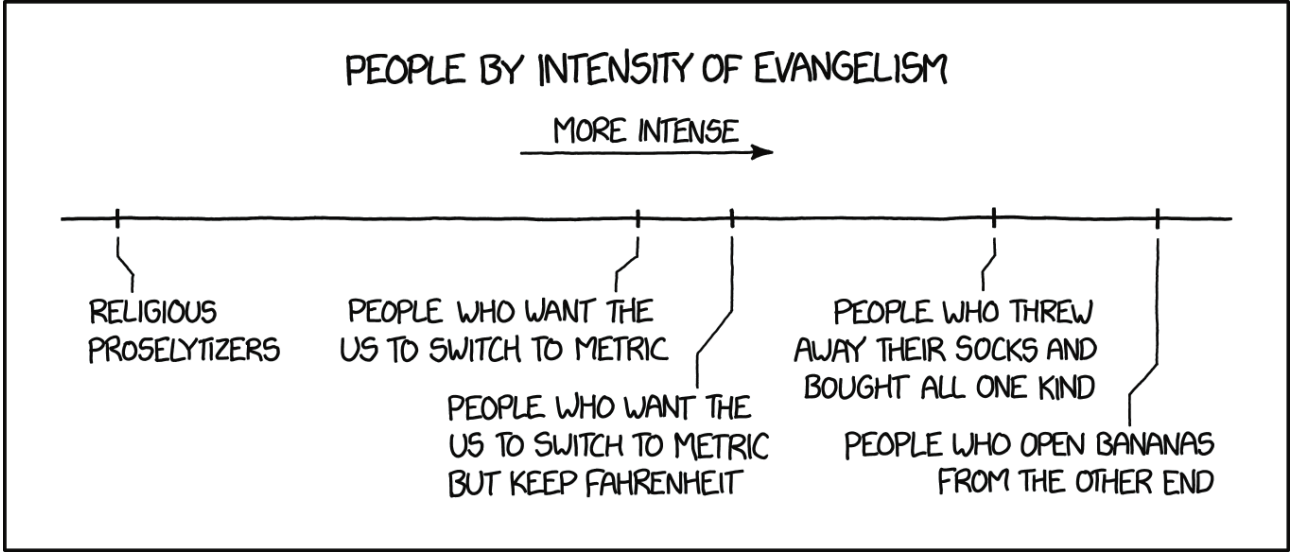 PEOPLE BY INTENSITY OF EVANGELISM
MORE INTENSE
RELIGIOUS
PROSELYTIZERS
PEOPLE WHO WANT THE
US TO SWITCH TO METRIC
PEOPLE WHO WANT THE
US TO SWITCH TO METRIC
BUT KEEP FAHRENHEIT
PEOPLE WHO THREW
AWAY THEIR SOCKS AND
BOUGHT ALL ONE KIND
PEOPLE WHO OPEN BANANAS
FROM THE OTHER END